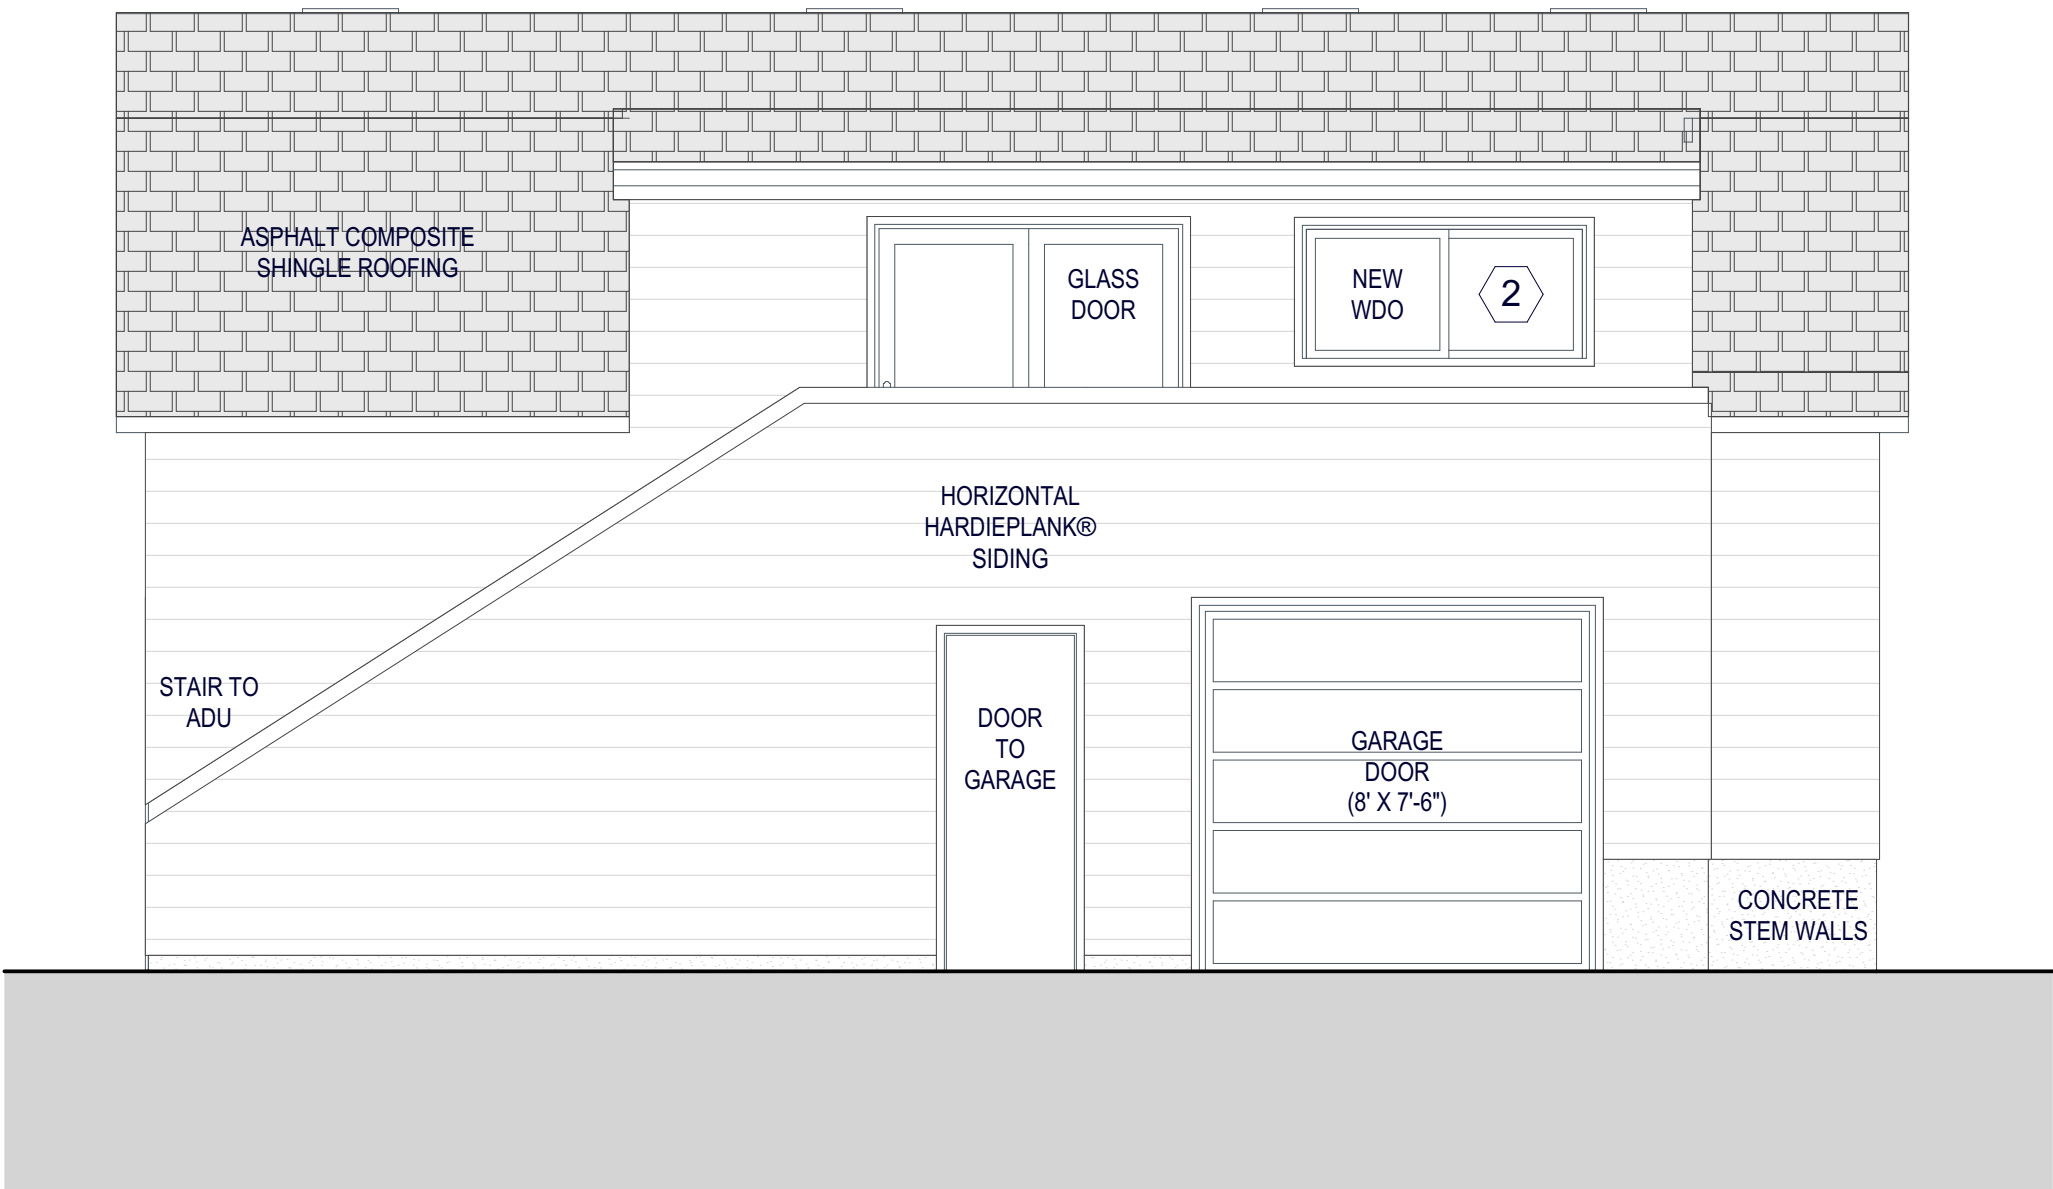 ASPHALT COMPOSITE
SHINGLE ROOFING
GLASS
DOOR
NEW
WDO
2
HORIZONTAL
HARDIEPLANK®
SIDING
STAIR TO
ADU
DOOR
TO
GARAGE
GARAGE
DOOR
(8' X 7'-6")
CONCRETE
STEM WALLS